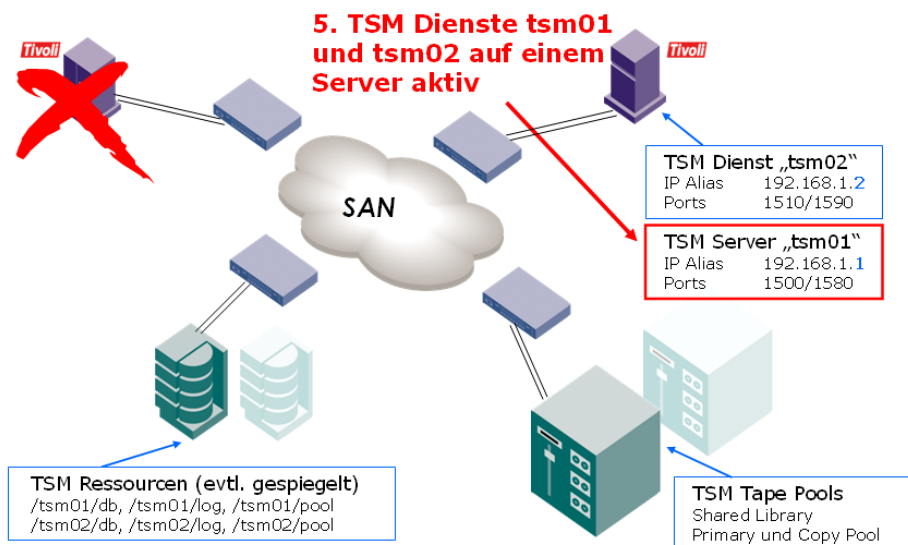 5. TSM Dienste tsm01
und tsm02 auf einem
Server aktiv
Tivoli
Tivoli
TSM Dienst „tsm02“
IP Alias 192.168.1.2
Ports 1510/1590
SAN
TSM Server „tsm01“
IP Alias 192.168.1.1
Ports 1500/1580
TSM Ressourcen (evtl. gespiegelt)
/tsm01/db, /tsm01/log, /tsm01/pool
/tsm02/db, /tsm02/log, /tsm02/pool
TSM Tape Pools
Shared Library
Primary und Copy Pool